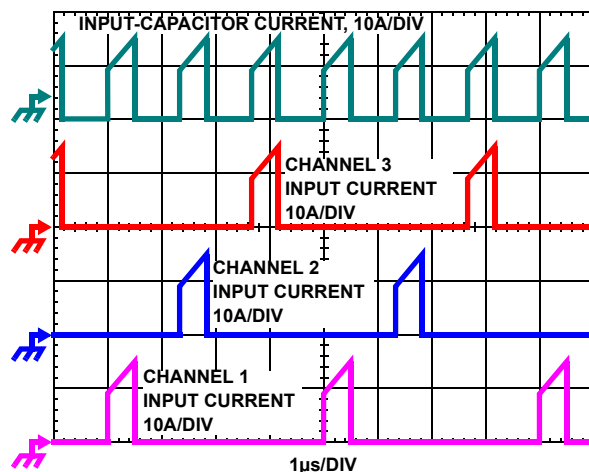 INPUT-CAPACITOR CURRENT, 10A/DIV
CHANNEL 3
INPUT CURRENT
10A/DIV
CHANNEL 2
INPUT CURRENT
10A/DIV
CHANNEL 1
INPUT CURRENT
10A/DIV
1µs/DIV